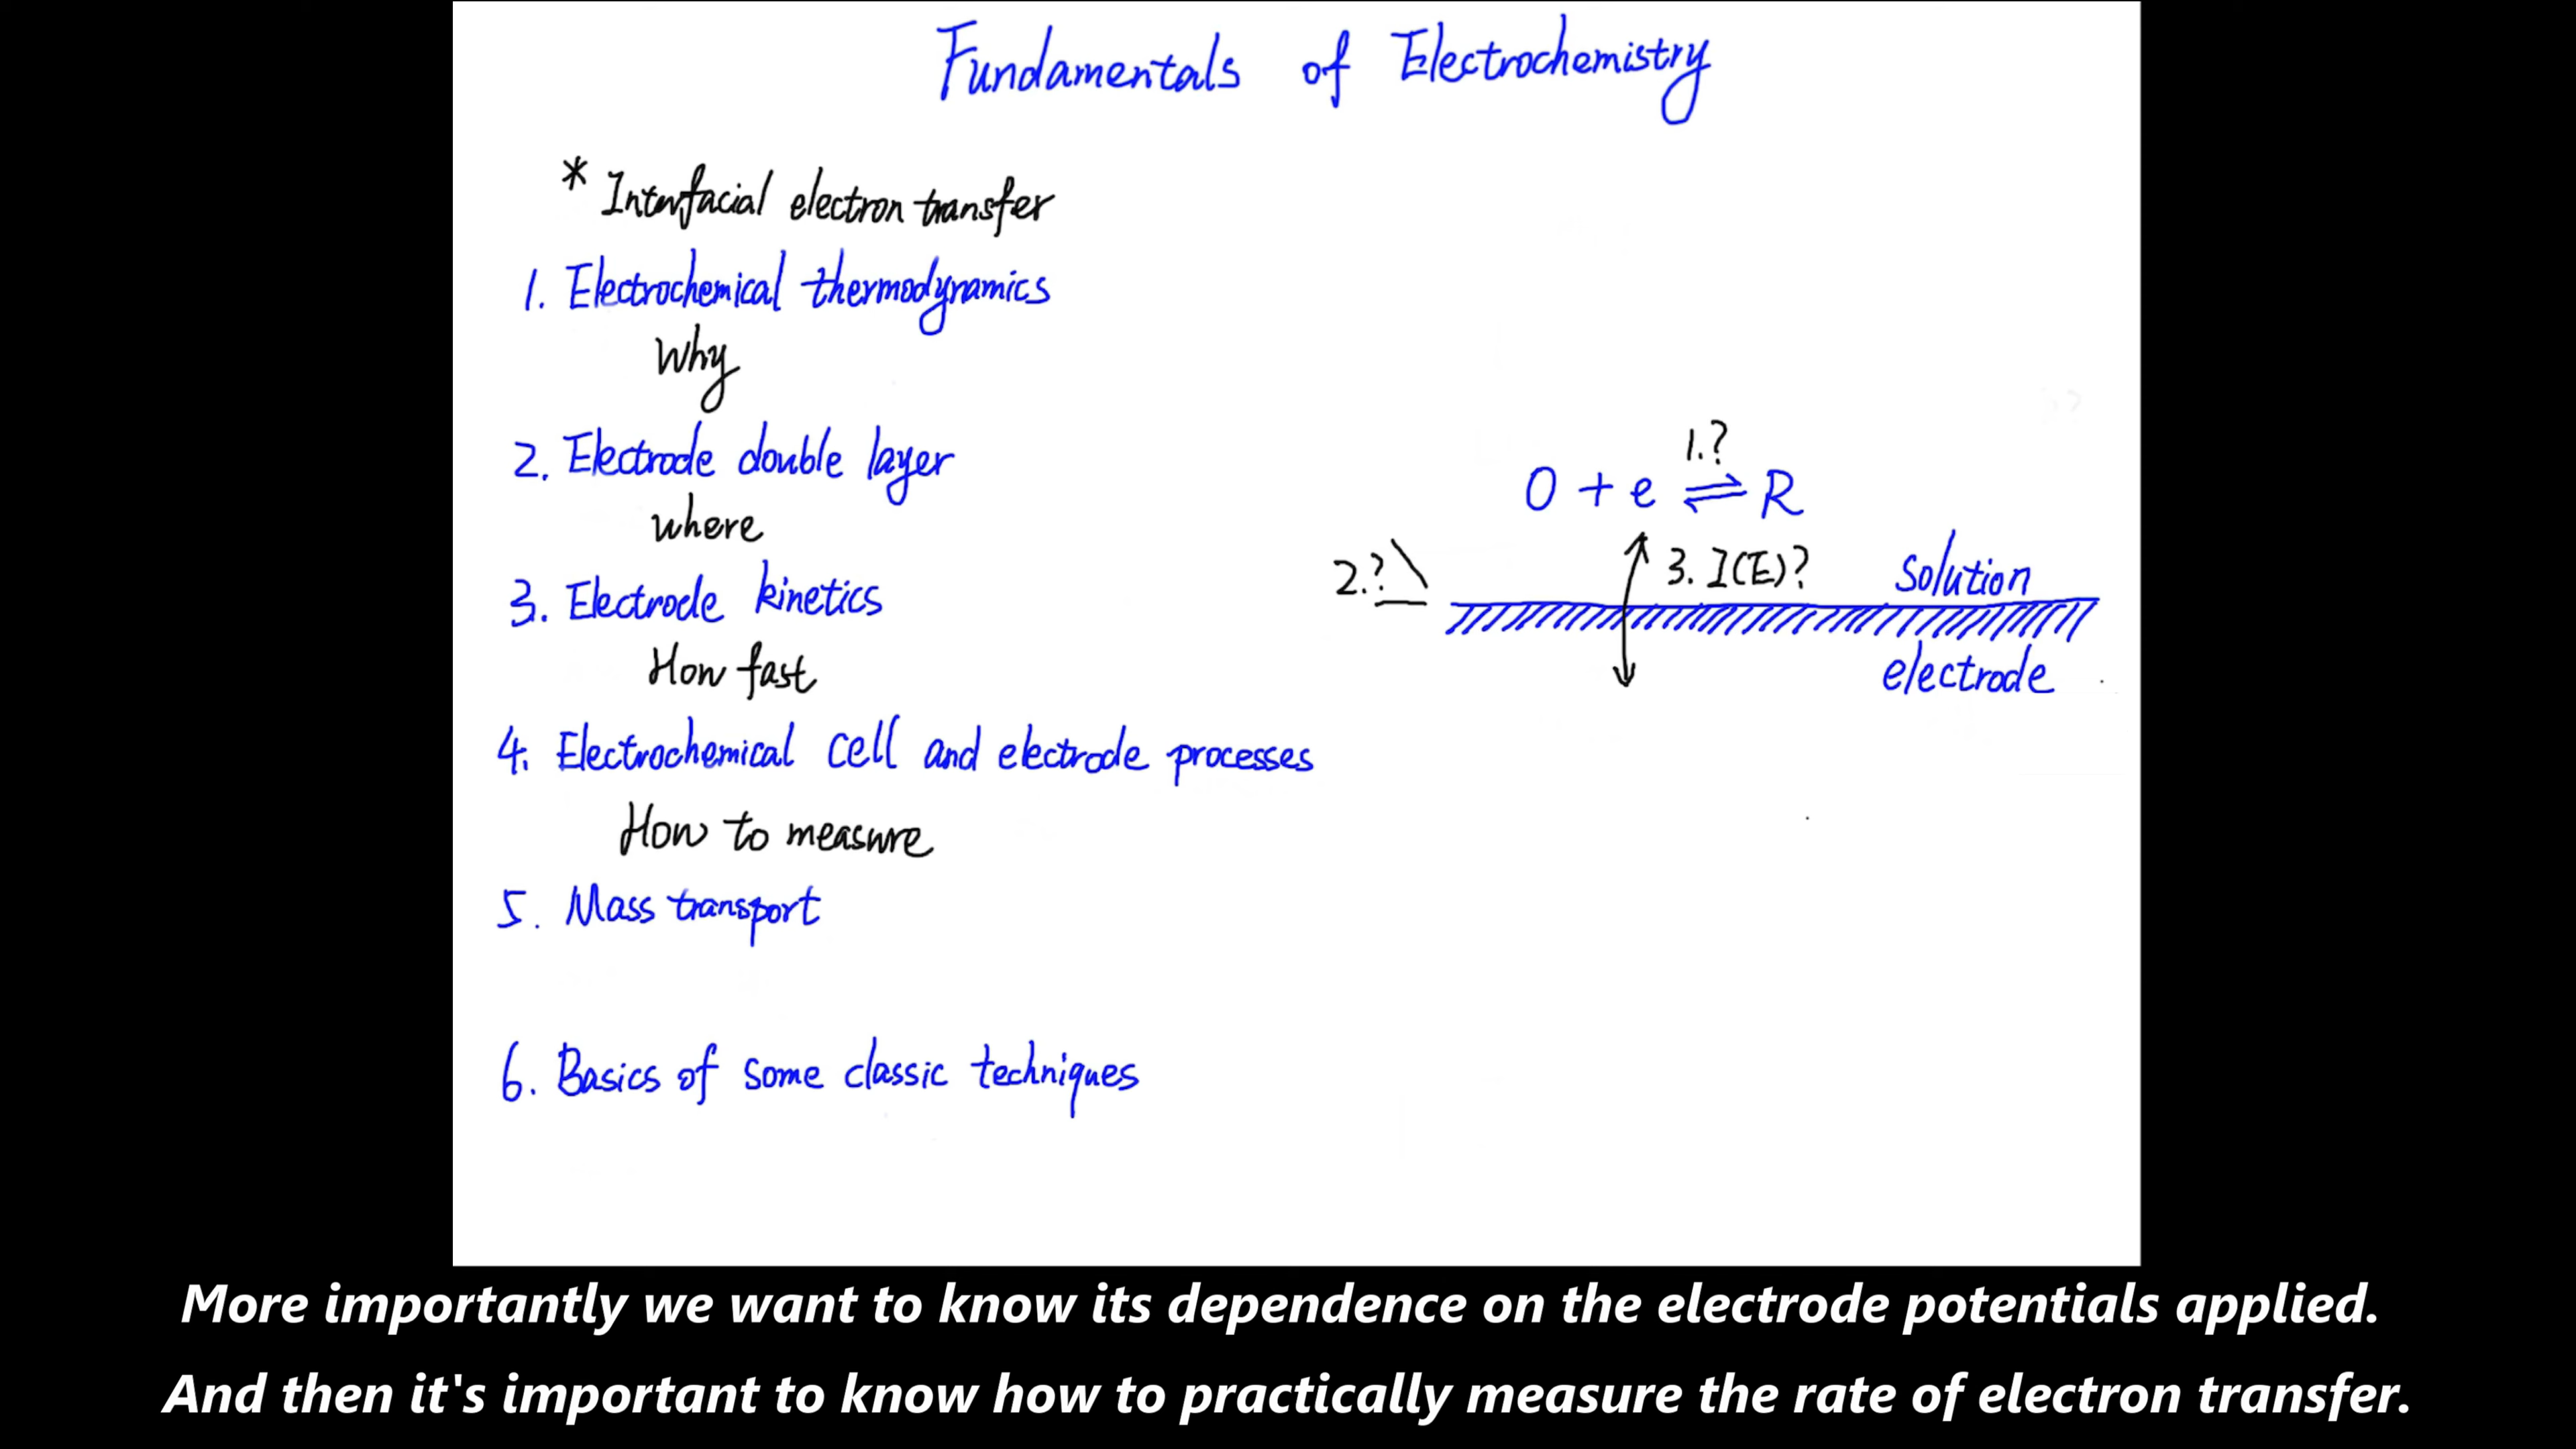 Fundamentals of Electrochemistry
* Interfacial electron transfer
1. Electrochemical thermodynamics
Why
2. Electrode double layer
where
3. Electrode kinetics
How fast
4. Electrochemical cell and electrode processes
How to measure
5. Mass transport
6. Basics of some classic techniques
1.?
O + e ⇌ R
2.?
3. I(E)?
solution
electrode
More importantly we want to know its dependence on the electrode potentials applied.
And then it's important to know how to practically measure the rate of electron transfer.